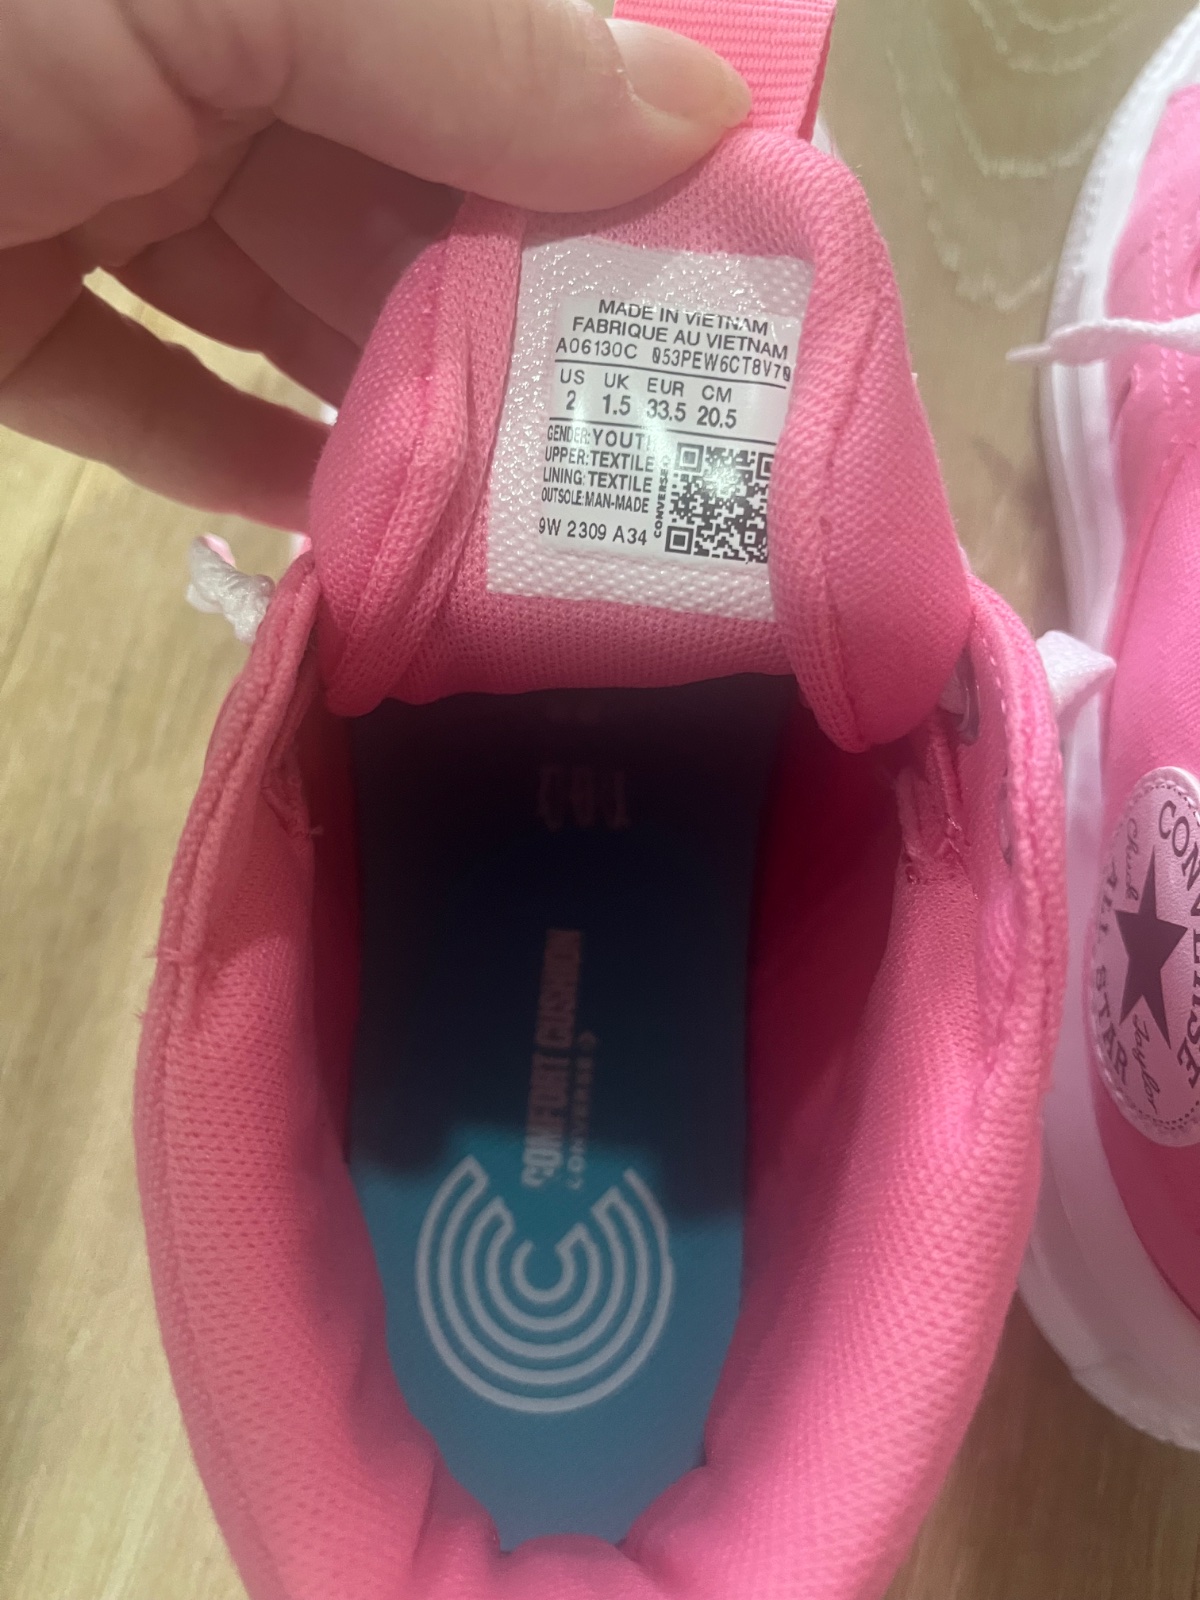 MADE IN VIETNAM
FABRIQUE AU VIETNAM
A06130C 053PEW6CT8V70
US UK EUR CM
2 1.5 33.5 20.5
GENDER:YOUTH
UPPER:TEXTILE
LINING:TEXTILE
OUTSOLE:MAN-MADE
CONVERSE
9W 2309 A34
COMFORT CUSHION
CONVERSE
ALL STAR
Chuck
Taylor